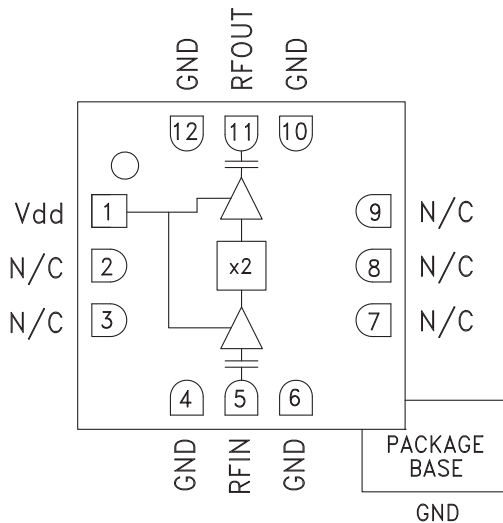 GND
RFOUT
GND
12
11
10
Vdd
1
9
N/C
N/C
2
x2
8
N/C
N/C
3
7
N/C
4
5
6
GND
RFIN
GND
PACKAGE
BASE
GND